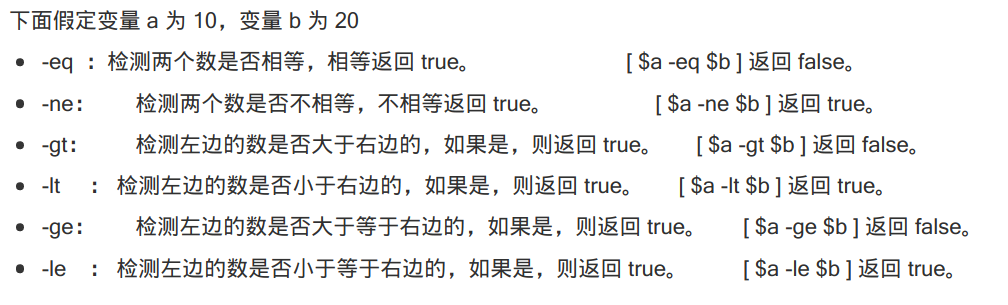 下面假定变量 a 为 10，变量 b 为 20
• -eq ：检测两个数是否相等，相等返回 true。 [ $a -eq $b ] 返回 false。
• -ne： 检测两个数是否不相等，不相等返回 true。 [ $a -ne $b ] 返回 true。
• -gt： 检测左边的数是否大于右边的，如果是，则返回 true。 [ $a -gt $b ] 返回 false。
• -lt ： 检测左边的数是否小于右边的，如果是，则返回 true。 [ $a -lt $b ] 返回 true。
• -ge： 检测左边的数是否大于等于右边的，如果是，则返回 true。 [ $a -ge $b ] 返回 false。
• -le ： 检测左边的数是否小于等于右边的，如果是，则返回 true。 [ $a -le $b ] 返回 true。